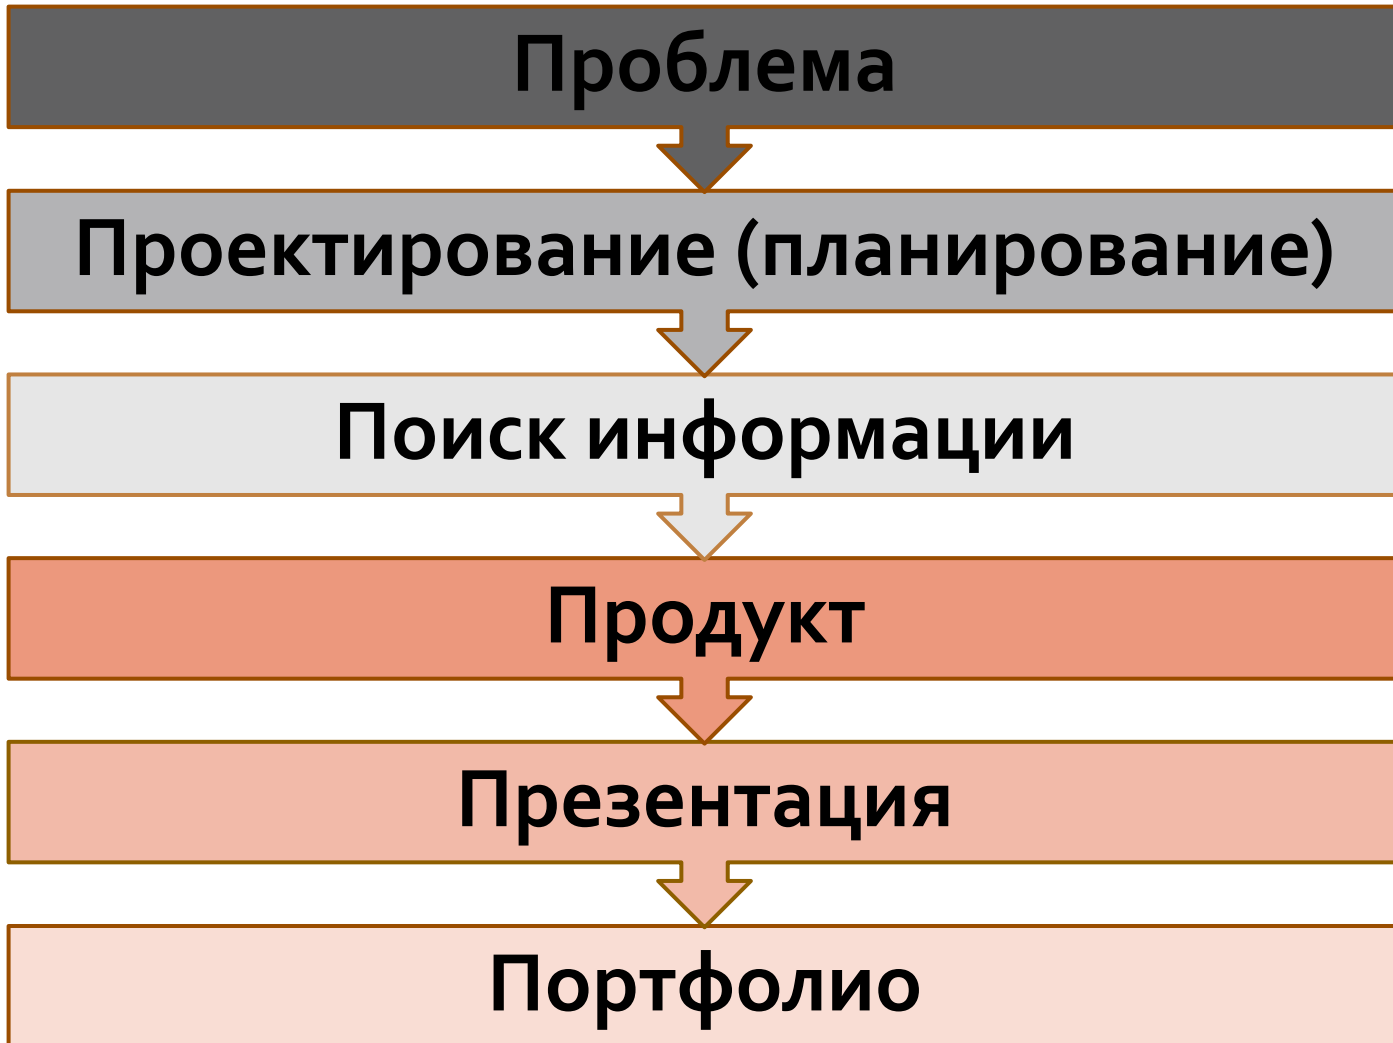 Проблема
Проектирование (планирование)
Поиск информации
Продукт
Презентация
Портфолио